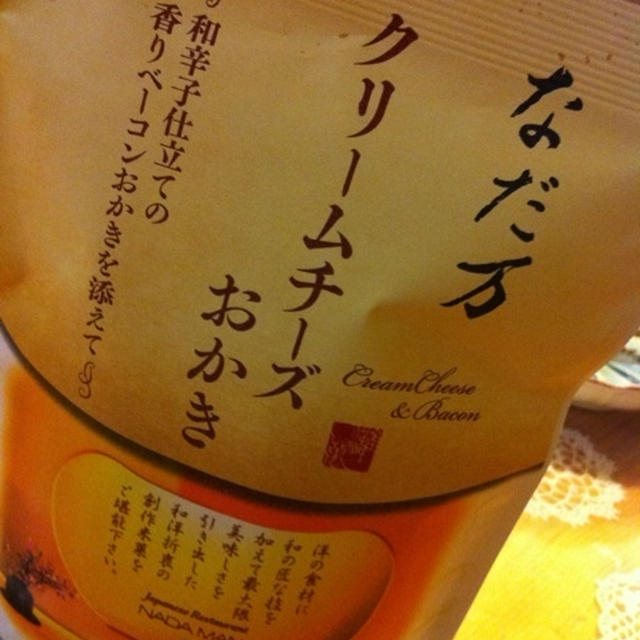 なだ万
クリームチーズ
おかき
和辛子仕立ての
香りベーコンおかきを添えて
CreamCheese
& Bacon
洋の食材に
和の匠な技を
加えて最大限
美味しさを
引き出した
和洋折衷の
創作米菓を
ご堪能下さい。
Japanese Restaurant
NADAMAN